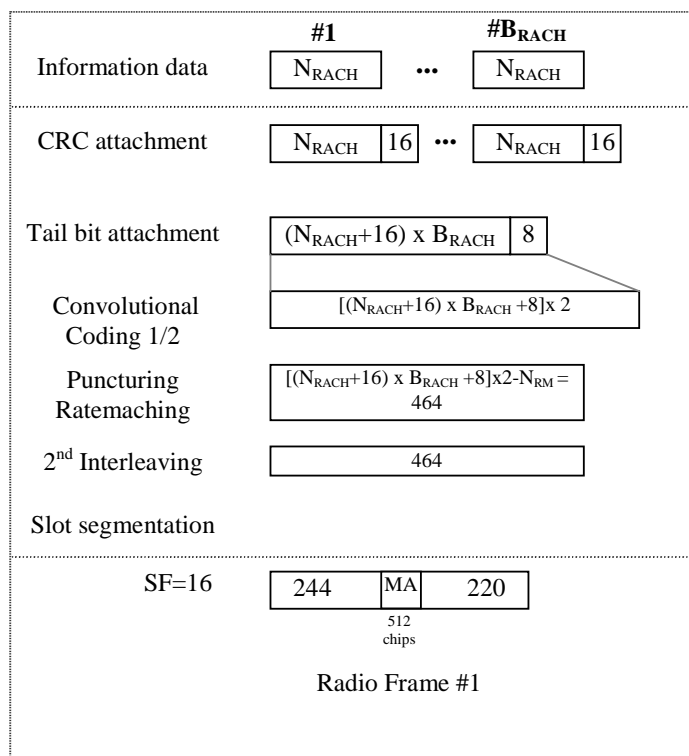 #1 #B_RACH
Information data N_RACH ... N_RACH
CRC attachment N_RACH 16 ... N_RACH 16
Tail bit attachment (N_RACH+16) x B_RACH 8
Convolutional
Coding 1/2
[(N_RACH+16) x B_RACH +8]x 2
Puncturing
Ratemaching
[(N_RACH+16) x B_RACH +8]x2-N_RM =
464
2nd Interleaving 464
Slot segmentation
SF=16 244 MA 220
512
chips
Radio Frame #1